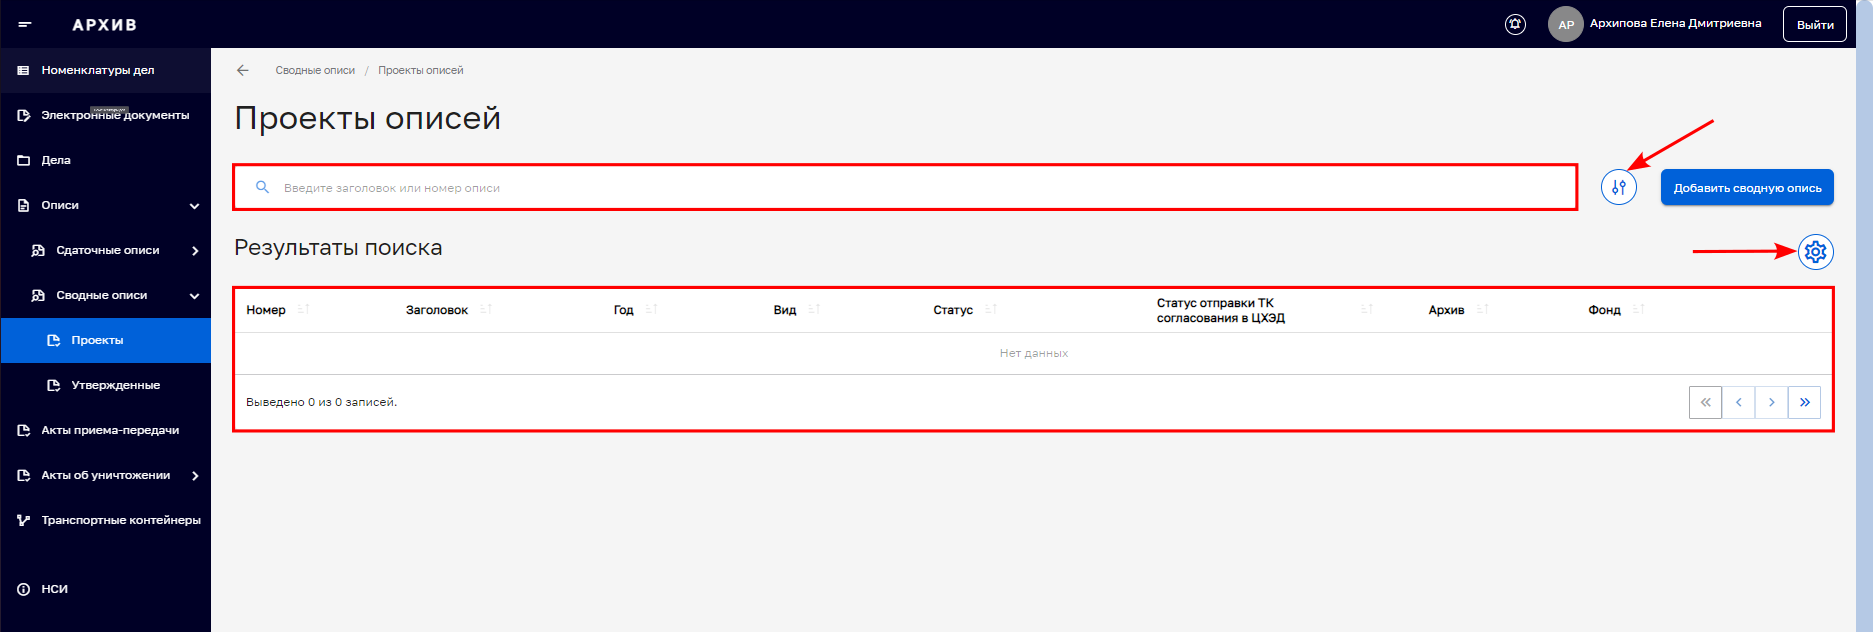 АРХИВ
АР
Архипова Елена Дмитриевна
Выйти
Номенклатуры дел
Электронные документы
Дела
Описи
Сдаточные описи
Сводные описи
Проекты
Утвержденные
Акты приема-передачи
Акты об уничтожении
Транспортные контейнеры
НСИ
Сводные описи / Проекты описей
Проекты описей
Введите заголовок или номер описи
Добавить сводную опись
Результаты поиска
Номер Заголовок Год Вид Статус Статус отправки ТК Архив Фонд
согласования в ЦХЭД
Нет данных
Выведено 0 из 0 записей.